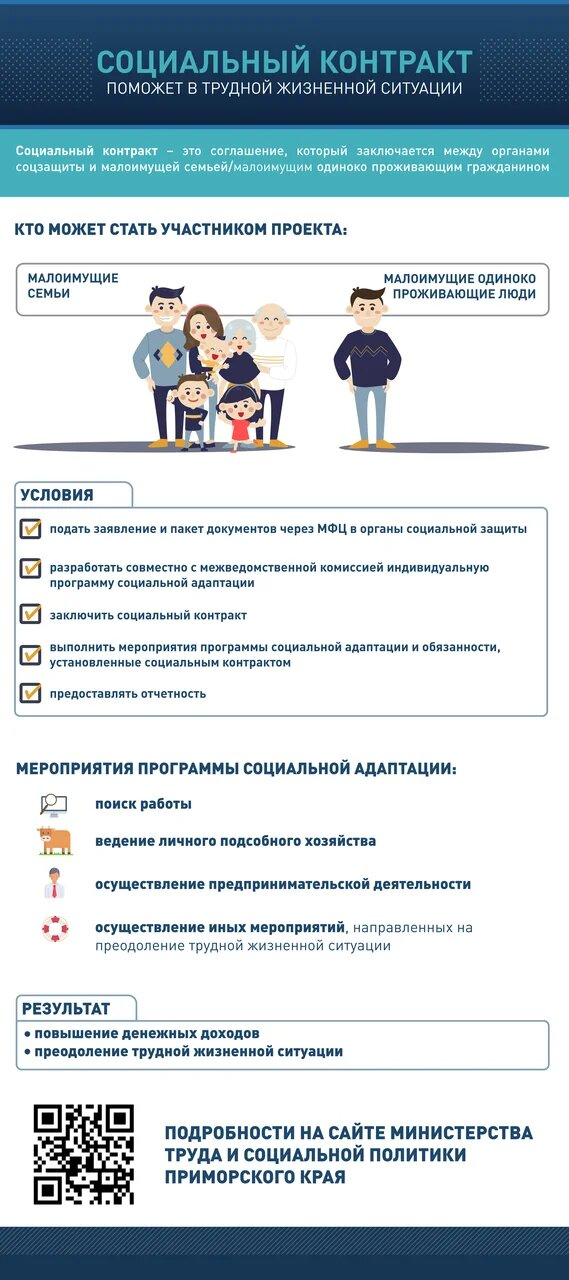 СОЦИАЛЬНЫЙ КОНТРАКТ
ПОМОЖЕТ В ТРУДНОЙ ЖИЗНЕННОЙ СИТУАЦИИ
Социальный контракт – это соглашение, который заключается между органами
соцзащиты и малоимущей семьей/малоимущим одиноко проживающим гражданином
КТО МОЖЕТ СТАТЬ УЧАСТНИКОМ ПРОЕКТА:
МАЛОИМУЩИЕ
СЕМЬИ
МАЛОИМУЩИЕ ОДИНОКО
ПРОЖИВАЮЩИЕ ЛЮДИ
УСЛОВИЯ
подать заявление и пакет документов через МФЦ в органы социальной защиты
разработать совместно с межведомственной комиссией индивидуальную
программу социальной адаптации
заключить социальный контракт
выполнить мероприятия программы социальной адаптации и обязанности,
установленные социальным контрактом
предоставлять отчетность
МЕРОПРИЯТИЯ ПРОГРАММЫ СОЦИАЛЬНОЙ АДАПТАЦИИ:
поиск работы
ведение личного подсобного хозяйства
осуществление предпринимательской деятельности
осуществление иных мероприятий, направленных на
преодоление трудной жизненной ситуации
РЕЗУЛЬТАТ
• повышение денежных доходов
• преодоление трудной жизненной ситуации
ПОДРОБНОСТИ НА САЙТЕ МИНИСТЕРСТВА
ТРУДА И СОЦИАЛЬНОЙ ПОЛИТИКИ
ПРИМОРСКОГО КРАЯ